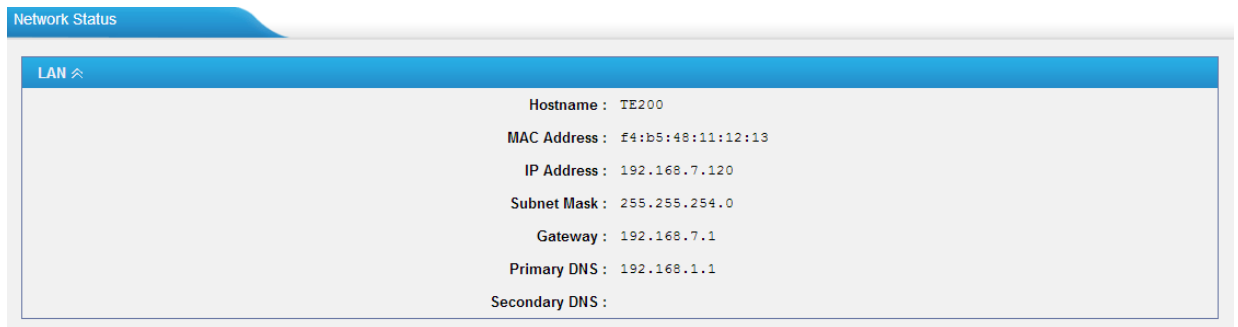 Network Status
LAN
Hostname : TE200
MAC Address : f4:b5:48:11:12:13
IP Address : 192.168.7.120
Subnet Mask : 255.255.254.0
Gateway : 192.168.7.1
Primary DNS : 192.168.1.1
Secondary DNS :